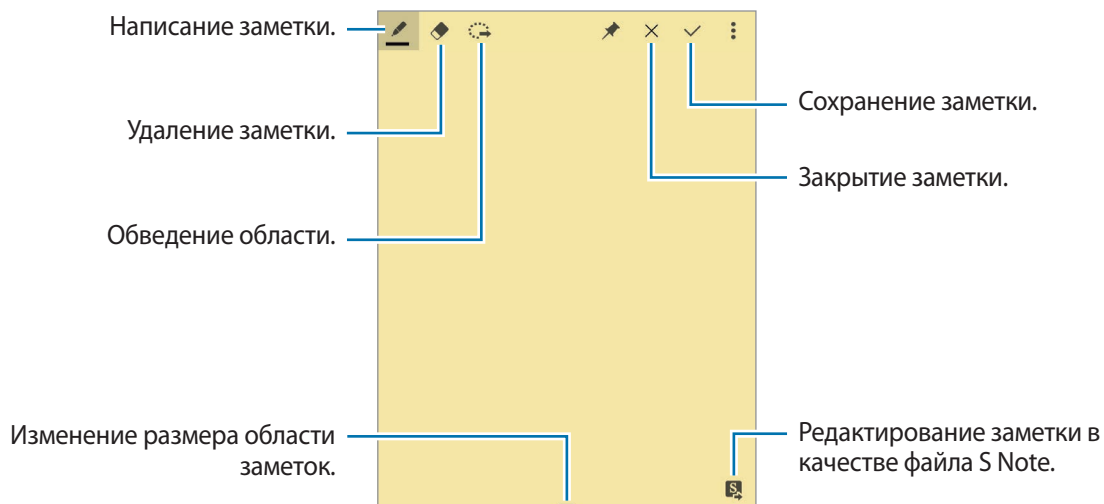 Написание заметки.
Удаление заметки.
Обведение области.
Изменение размера области
заметок.
Сохранение заметки.
Закрытие заметки.
Редактирование заметки в
качестве файла S Note.
S